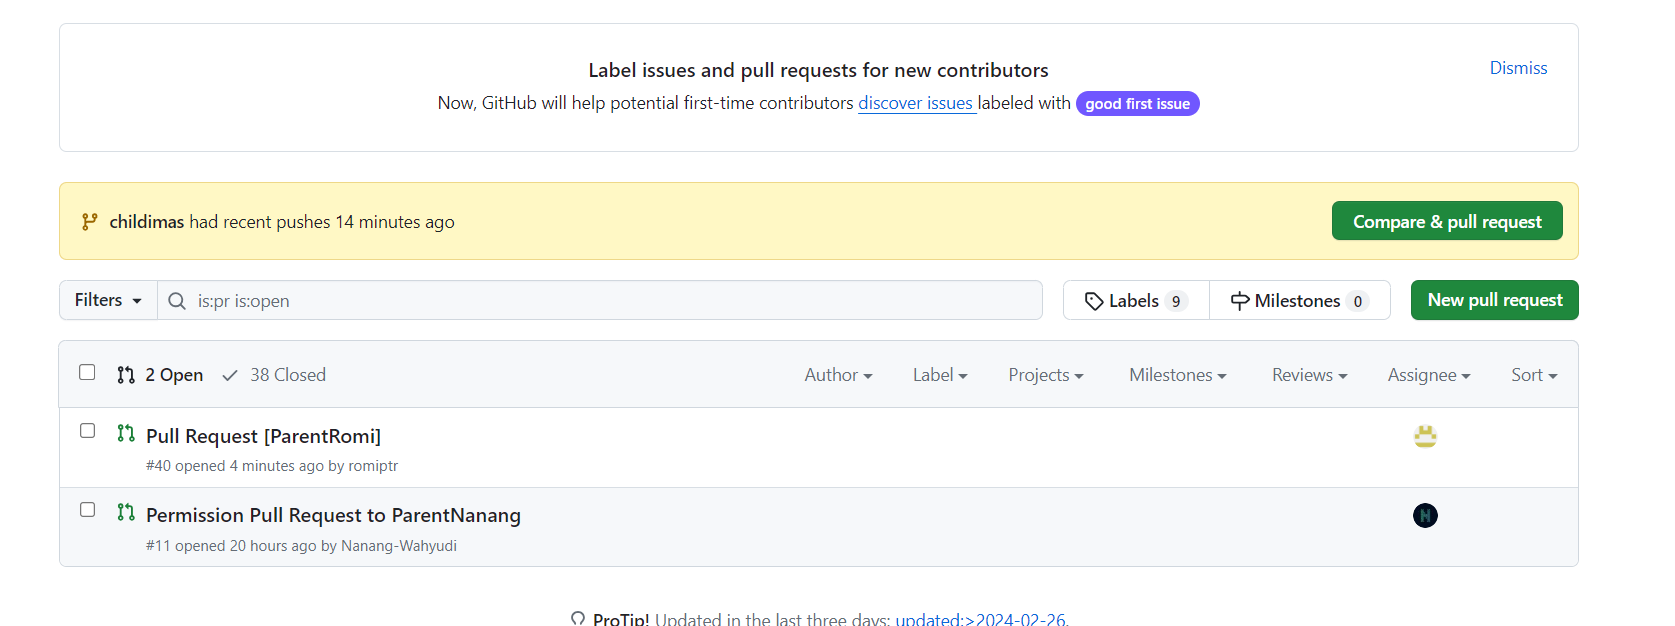 Label issues and pull requests for new contributors
Dismiss
Now, GitHub will help potential first-time contributors discover issues labeled with good first issue
childimas had recent pushes 14 minutes ago
Compare & pull request
Filters
is:pr is:open
Labels 9
Milestones 0
New pull request
2 Open
38 Closed
Author
Label
Projects
Milestones
Reviews
Assignee
Sort
Pull Request [ParentRomi]
#40 opened 4 minutes ago by romiptr
Permission Pull Request to ParentNanang
#11 opened 20 hours ago by Nanang-Wahyudi
ProTip! Updated in the last three days: updated:>2024-02-26.